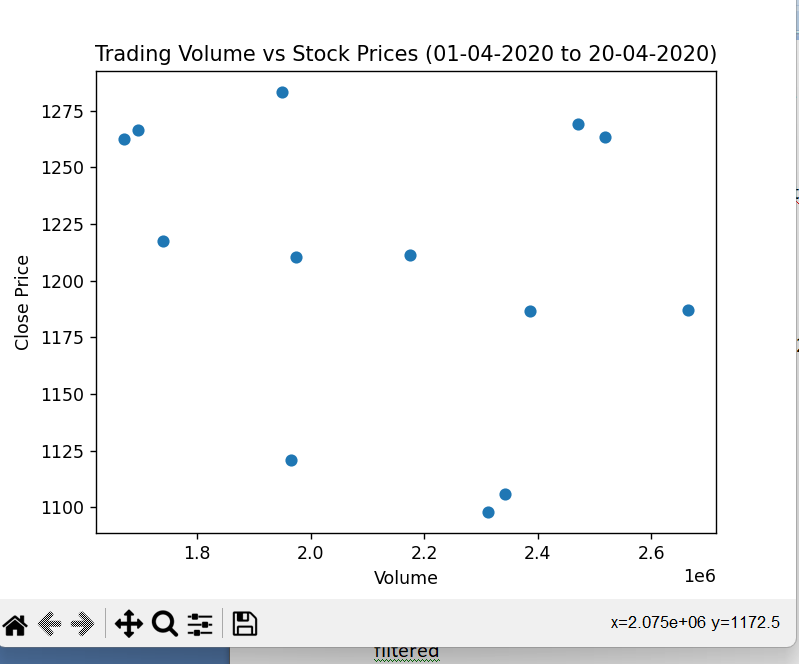 Trading Volume vs Stock Prices (01-04-2020 to 20-04-2020)
1275
1250
1225
1200
1175
1150
1125
1100
Close Price
1.8 2.0 2.2 2.4 2.6
1e6
Volume
x=2.075e+06 y=1172.5
filtered